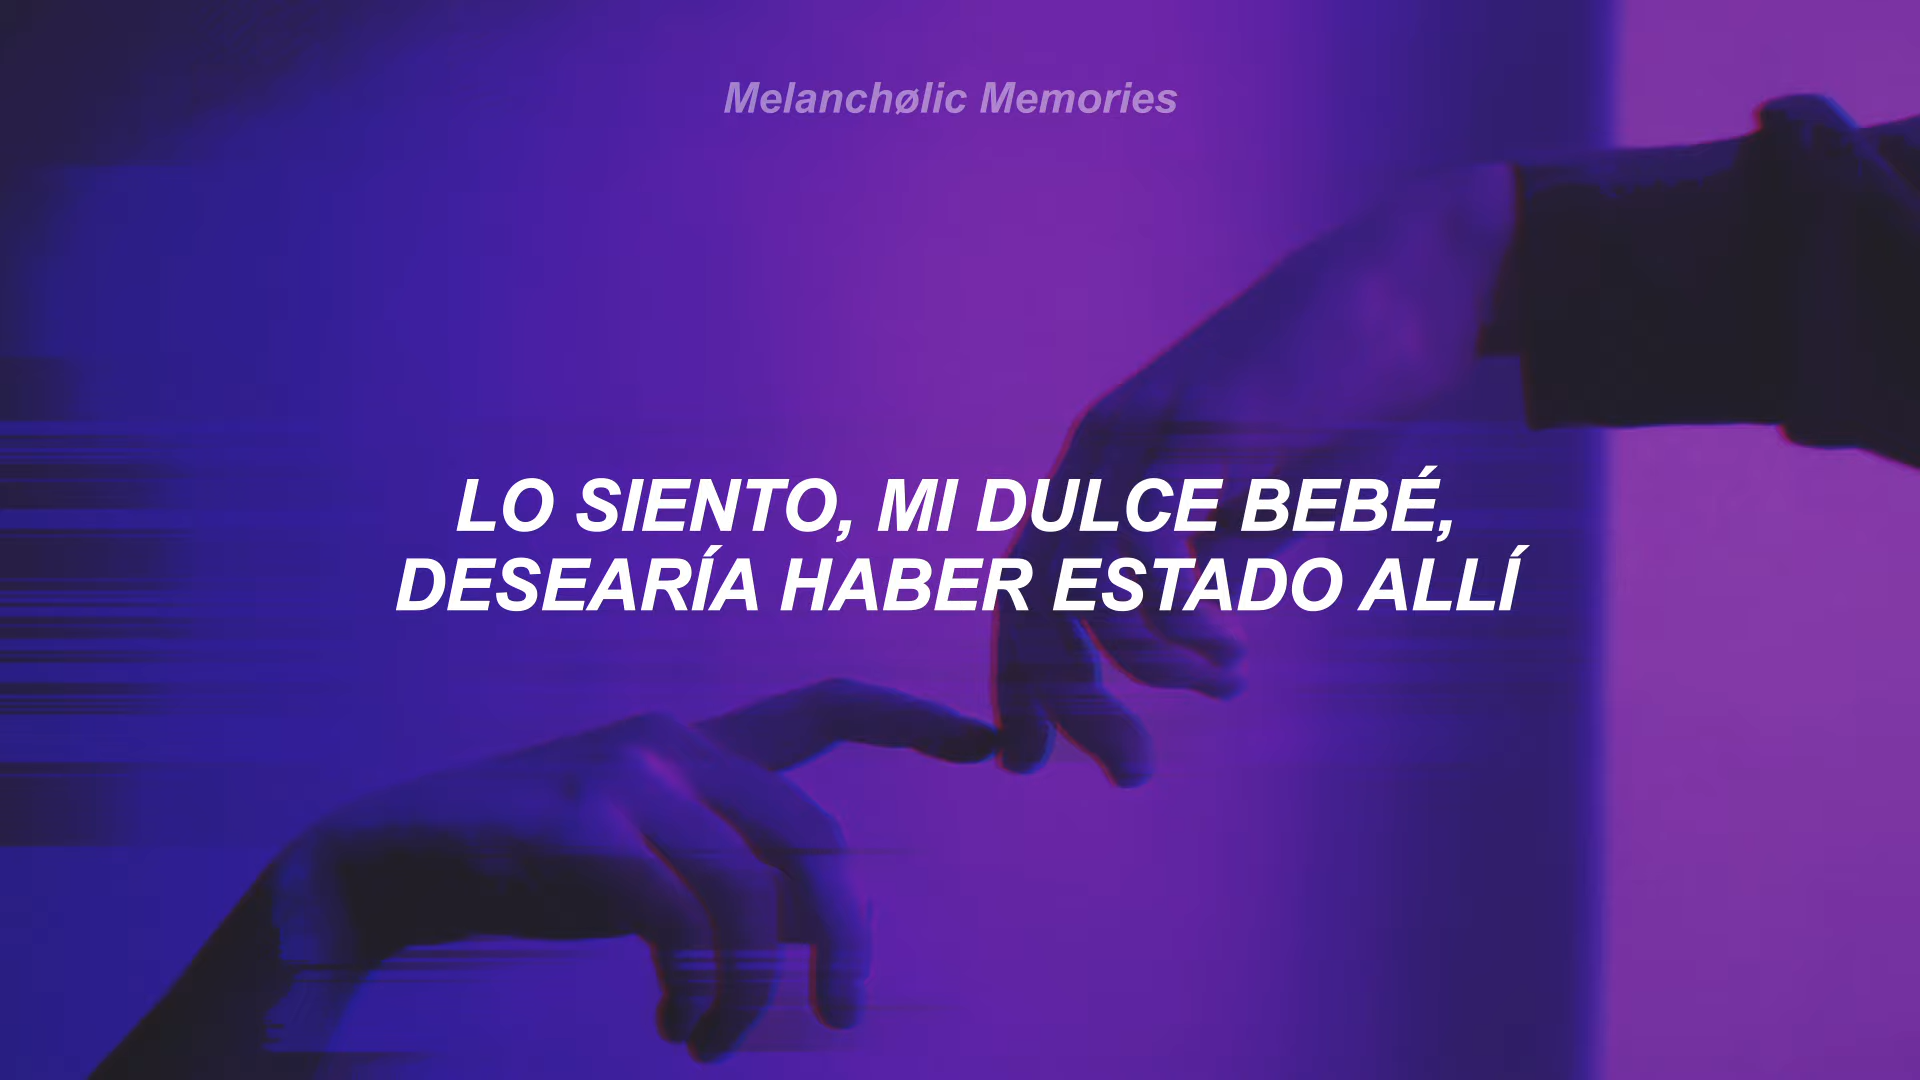 Melanchølic Memories
LO SIENTO, MI DULCE BEBÉ,
DESEARÍA HABER ESTADO ALLÍ